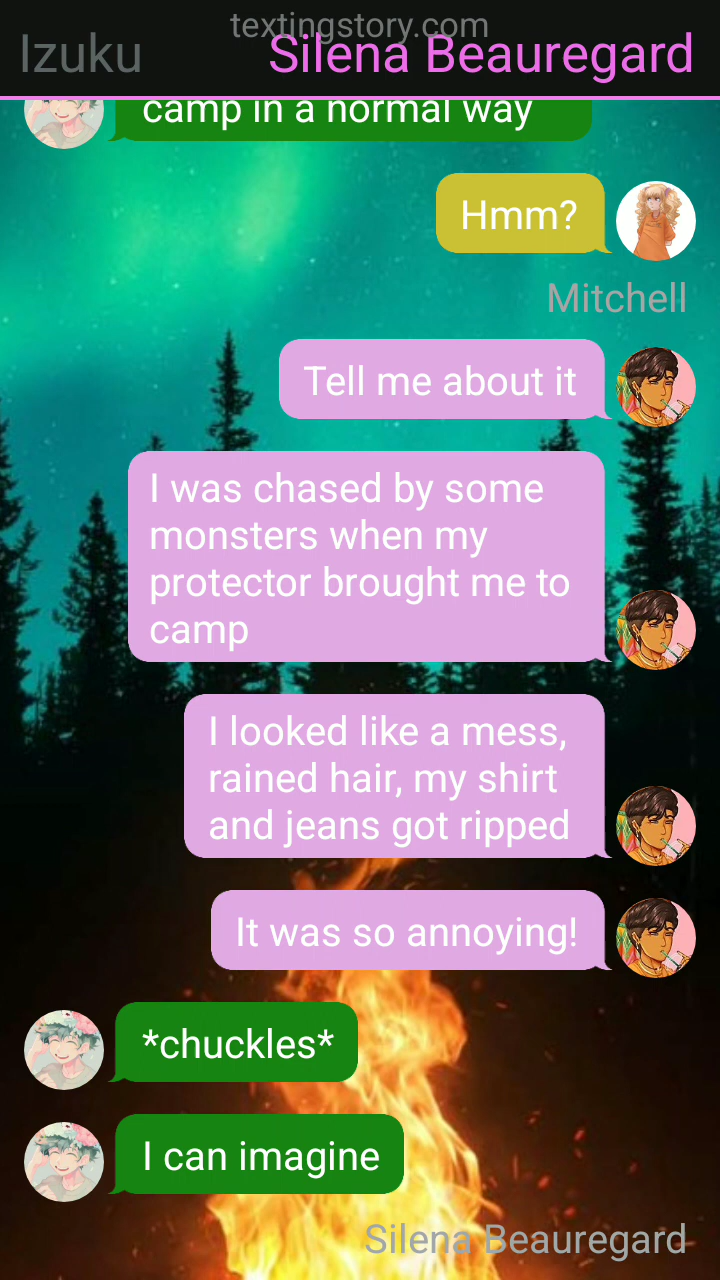 textingstory.com
Izuku
Silena Beauregard
camp in a normal way
Hmm?
Mitchell
Tell me about it
I was chased by some
monsters when my
protector brought me to
camp
I looked like a mess,
rained hair, my shirt
and jeans got ripped
It was so annoying!
*chuckles*
I can imagine
Silena Beauregard